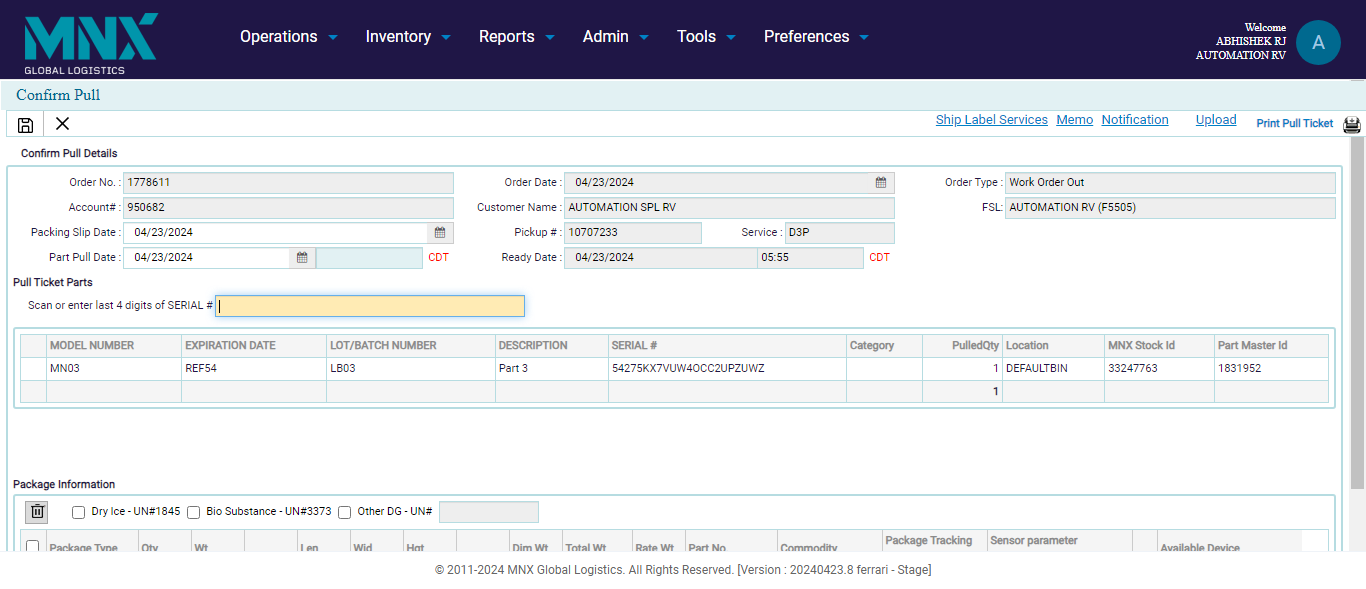 MNX
GLOBAL LOGISTICS
Operations Inventory Reports Admin Tools Preferences
Welcome
ABHISHEK RJ
AUTOMATION RV
A
Confirm Pull
Ship Label Services Memo Notification Upload Print Pull Ticket
Confirm Pull Details
Order No. : 1778611 Order Date : 04/23/2024 Order Type : Work Order Out
Account# : 950682 Customer Name : AUTOMATION SPL RV FSL: AUTOMATION RV (F5505)
Packing Slip Date : 04/23/2024 Pickup # : 10707233 Service : D3P
Part Pull Date : 04/23/2024 CDT Ready Date : 04/23/2024 05:55 CDT
Pull Ticket Parts
Scan or enter last 4 digits of SERIAL #
MODEL NUMBER EXPIRATION DATE LOT/BATCH NUMBER DESCRIPTION SERIAL # Category PulledQty Location MNX Stock Id Part Master Id
MN03 REF54 LB03 Part 3 54275KX7VUW4OCC2UPZUWZ 1 DEFAULTBIN 33247763 1831952
1
Package Information
Dry Ice - UN#1845 Bio Substance - UN#3373 Other DG - UN#
Package Type Qty Wt Len Wid Hgt Dim Wt Total Wt Rate Wt Part No Commodity Package Tracking Sensor parameter Available Device
© 2011-2024 MNX Global Logistics. All Rights Reserved. [Version : 20240423.8 ferrari - Stage]